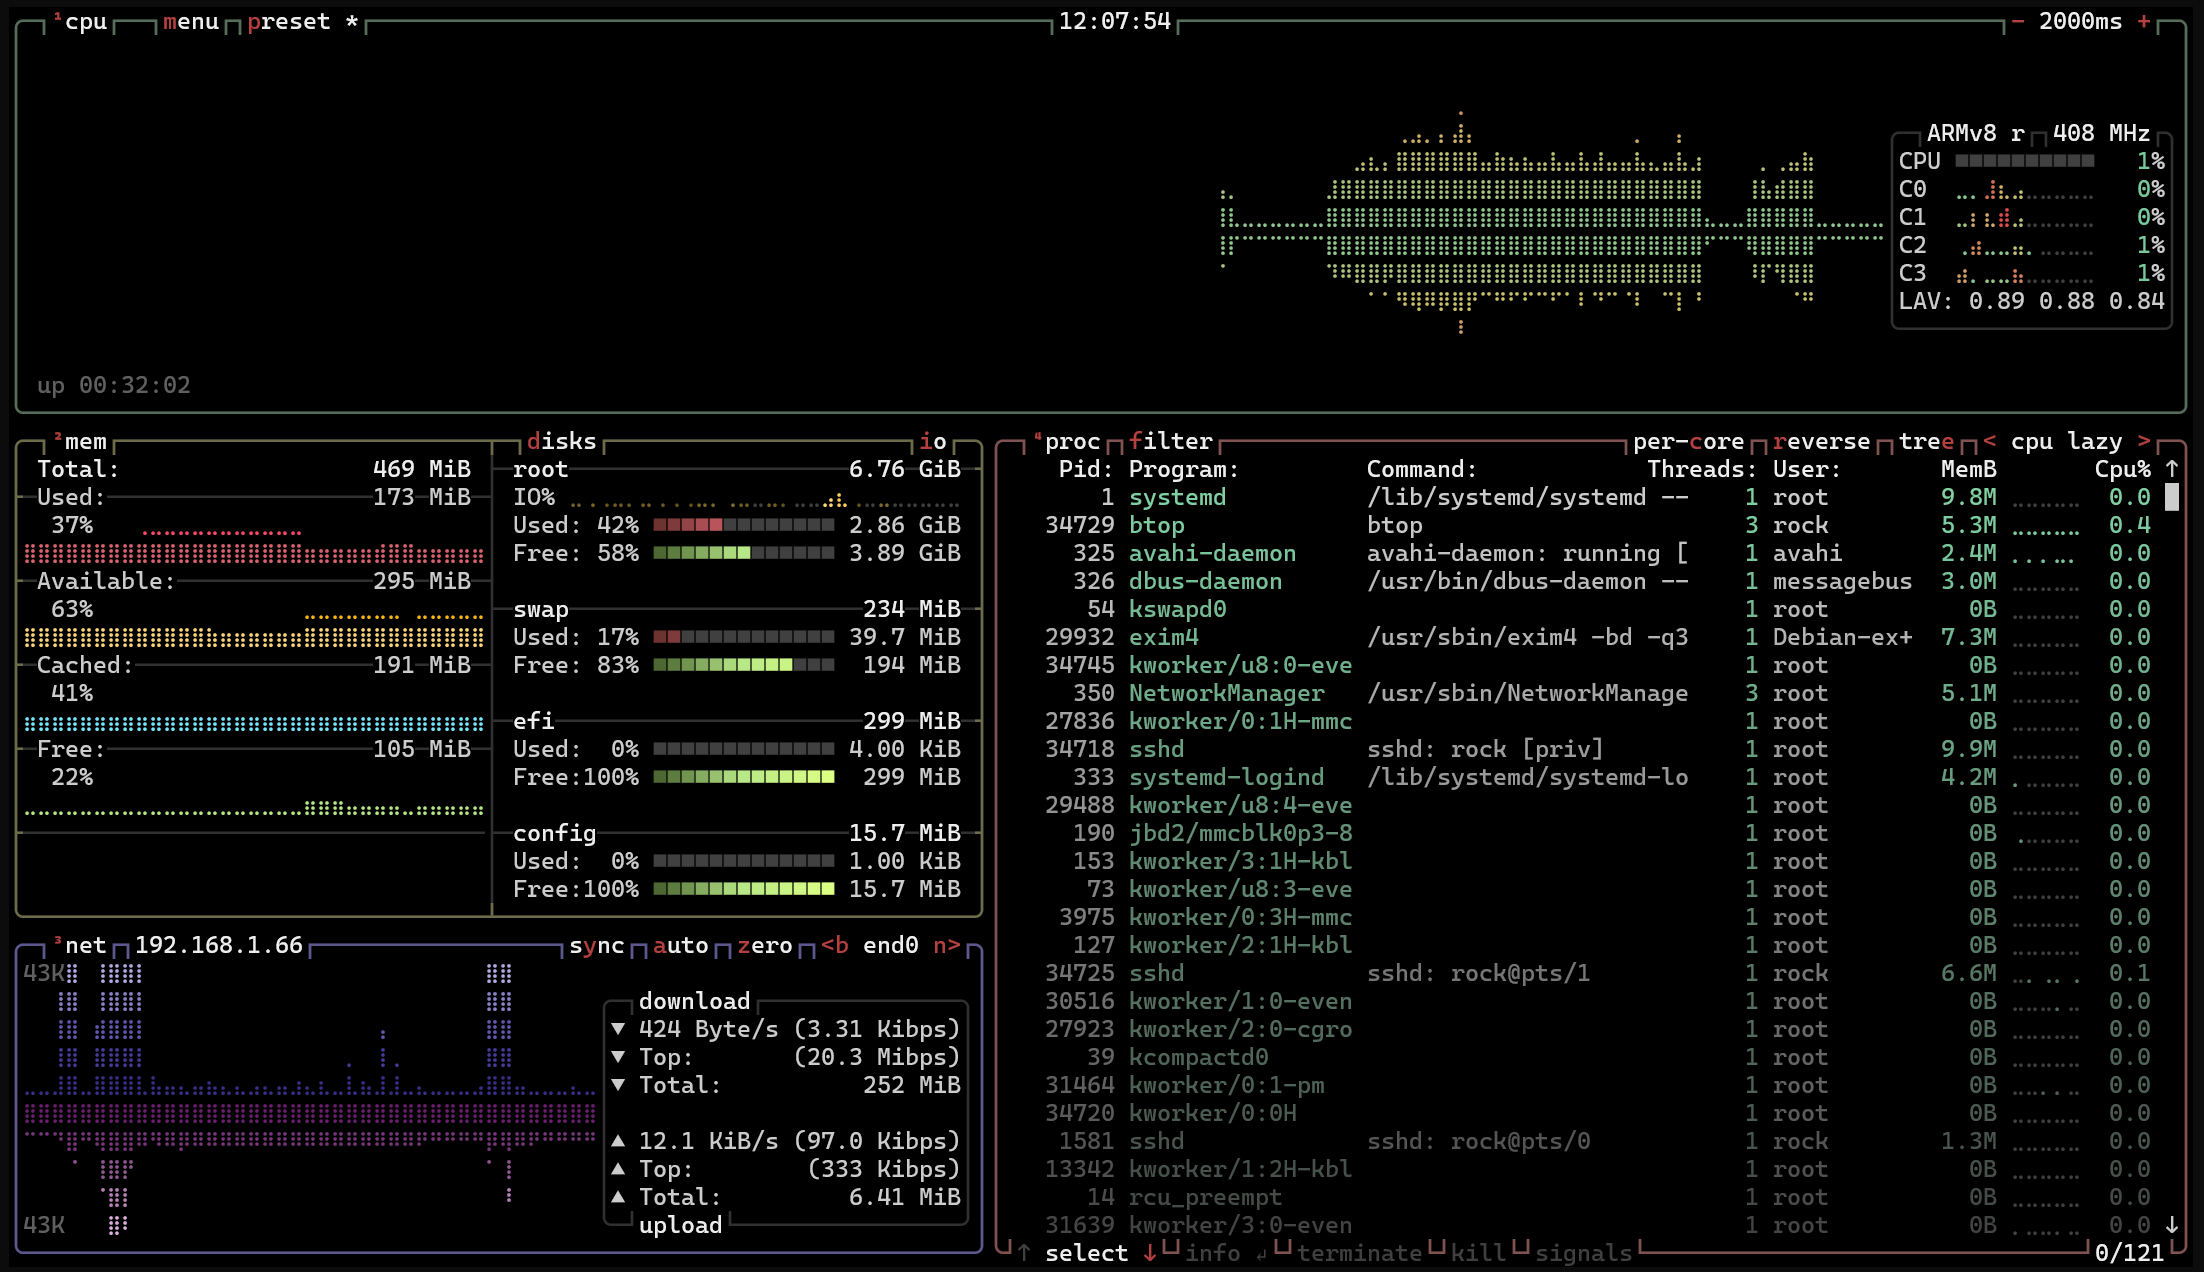 ¹cpu menu preset * 12:07:54 - 2000ms +
ARMv8 r 408 MHz
CPU 1%
C0 0%
C1 0%
C2 1%
C3 1%
LAV: 0.89 0.88 0.84
up 00:32:02
²mem
Total: 469 MiB
Used: 173 MiB
37%
Available: 295 MiB
63%
Cached: 191 MiB
41%
Free: 105 MiB
22%
disks io
root 6.76 GiB
IO%
Used: 42% 2.86 GiB
Free: 58% 3.89 GiB
swap 234 MiB
Used: 17% 39.7 MiB
Free: 83% 194 MiB
efi 299 MiB
Used: 0% 4.00 KiB
Free:100% 299 MiB
config 15.7 MiB
Used: 0% 1.00 KiB
Free:100% 15.7 MiB
³net 192.168.1.66 sync auto zero <b end0 n>
43K
download
▼ 424 Byte/s (3.31 Kibps)
▼ Top: (20.3 Mibps)
▼ Total: 252 MiB
▲ 12.1 KiB/s (97.0 Kibps)
▲ Top: (333 Kibps)
▲ Total: 6.41 MiB
upload
43K
⁴proc filter per-core reverse tree < cpu lazy >
Pid: Program: Command: Threads: User: MemB Cpu% ↑
1 systemd /lib/systemd/systemd -- 1 root 9.8M 0.0
34729 btop btop 3 rock 5.3M 0.4
325 avahi-daemon avahi-daemon: running [ 1 avahi 2.4M 0.0
326 dbus-daemon /usr/bin/dbus-daemon -- 1 messagebus 3.0M 0.0
54 kswapd0 1 root 0B 0.0
29932 exim4 /usr/sbin/exim4 -bd -q3 1 Debian-ex+ 7.3M 0.0
34745 kworker/u8:0-eve 1 root 0B 0.0
350 NetworkManager /usr/sbin/NetworkManage 3 root 5.1M 0.0
27836 kworker/0:1H-mmc 1 root 0B 0.0
34718 sshd sshd: rock [priv] 1 root 9.9M 0.0
333 systemd-logind /lib/systemd/systemd-lo 1 root 4.2M 0.0
29488 kworker/u8:4-eve 1 root 0B 0.0
190 jbd2/mmcblk0p3-8 1 root 0B 0.0
153 kworker/3:1H-kbl 1 root 0B 0.0
73 kworker/u8:3-eve 1 root 0B 0.0
3975 kworker/0:3H-mmc 1 root 0B 0.0
127 kworker/2:1H-kbl 1 root 0B 0.0
34725 sshd sshd: rock@pts/1 1 rock 6.6M 0.1
30516 kworker/1:0-even 1 root 0B 0.0
27923 kworker/2:0-cgro 1 root 0B 0.0
39 kcompactd0 1 root 0B 0.0
31464 kworker/0:1-pm 1 root 0B 0.0
34720 kworker/0:0H 1 root 0B 0.0
1581 sshd sshd: rock@pts/0 1 rock 1.3M 0.0
13342 kworker/1:2H-kbl 1 root 0B 0.0
14 rcu_preempt 1 root 0B 0.0
31639 kworker/3:0-even 1 root 0B 0.0 ↓
↑ select ↓ info ↲ terminate kill signals 0/121